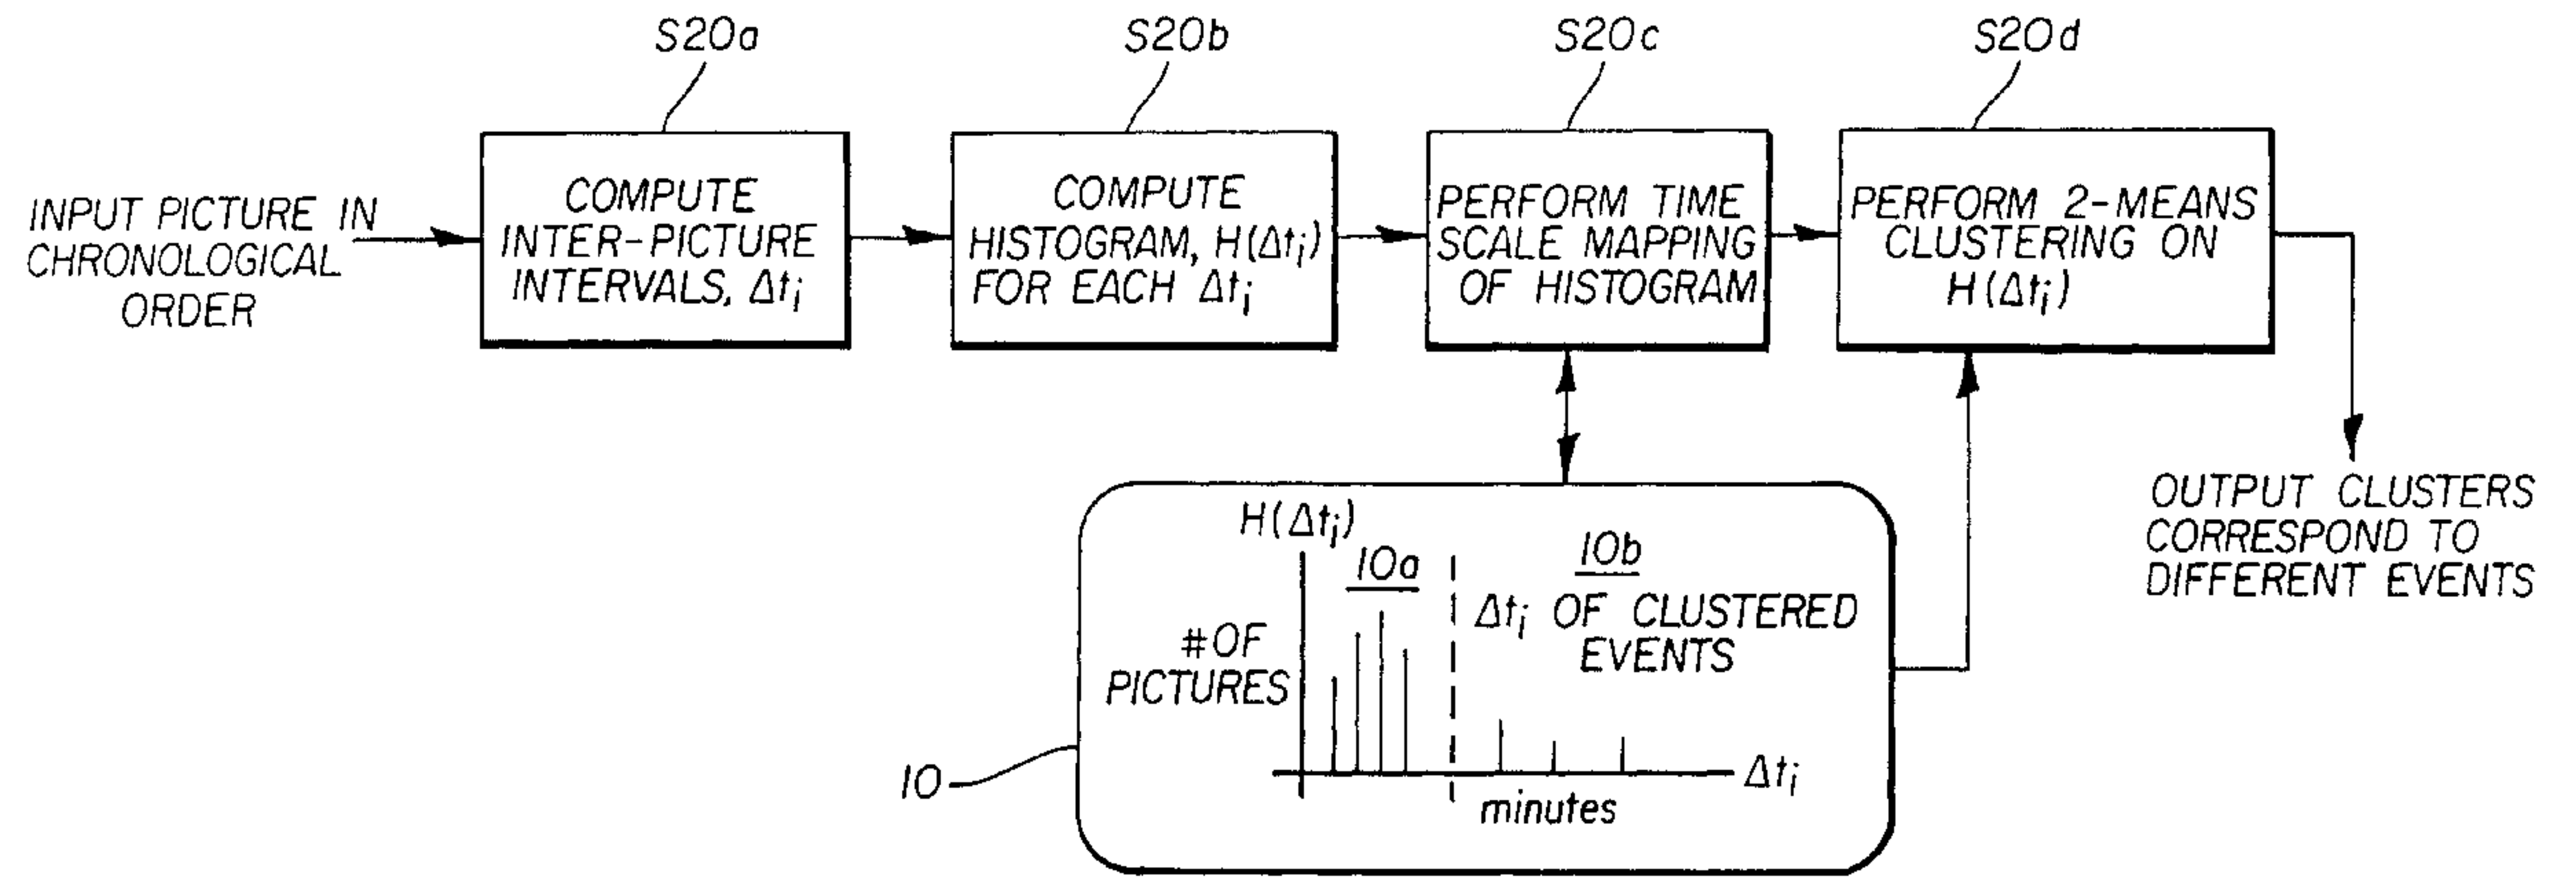 S20a
S20b
S20c
S20d
INPUT PICTURE IN
CHRONOLOGICAL
ORDER
COMPUTE
INTER-PICTURE
INTERVALS, Δti
COMPUTE
HISTOGRAM, H(Δti)
FOR EACH Δti
PERFORM TIME
SCALE MAPPING
OF HISTOGRAM
PERFORM 2-MEANS
CLUSTERING ON
H(Δti)
OUTPUT CLUSTERS
CORRESPOND TO
DIFFERENT EVENTS
H(Δti)
10a
10b
Δti OF CLUSTERED
EVENTS
# OF
PICTURES
Δti
minutes
10